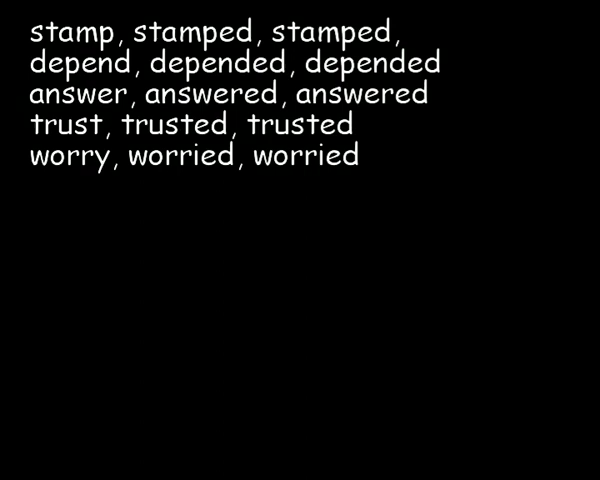 stamp, stamped, stamped,
depend, depended, depended
answer, answered, answered
trust, trusted, trusted
worry, worried, worried